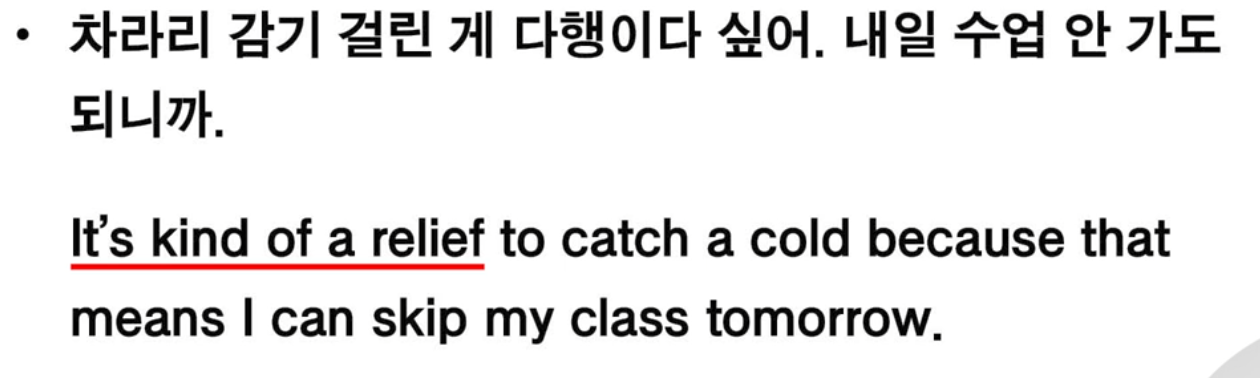 • 차라리 감기 걸린 게 다행이다 싶어. 내일 수업 안 가도
되니까.
It’s kind of a relief to catch a cold because that
means I can skip my class tomorrow.